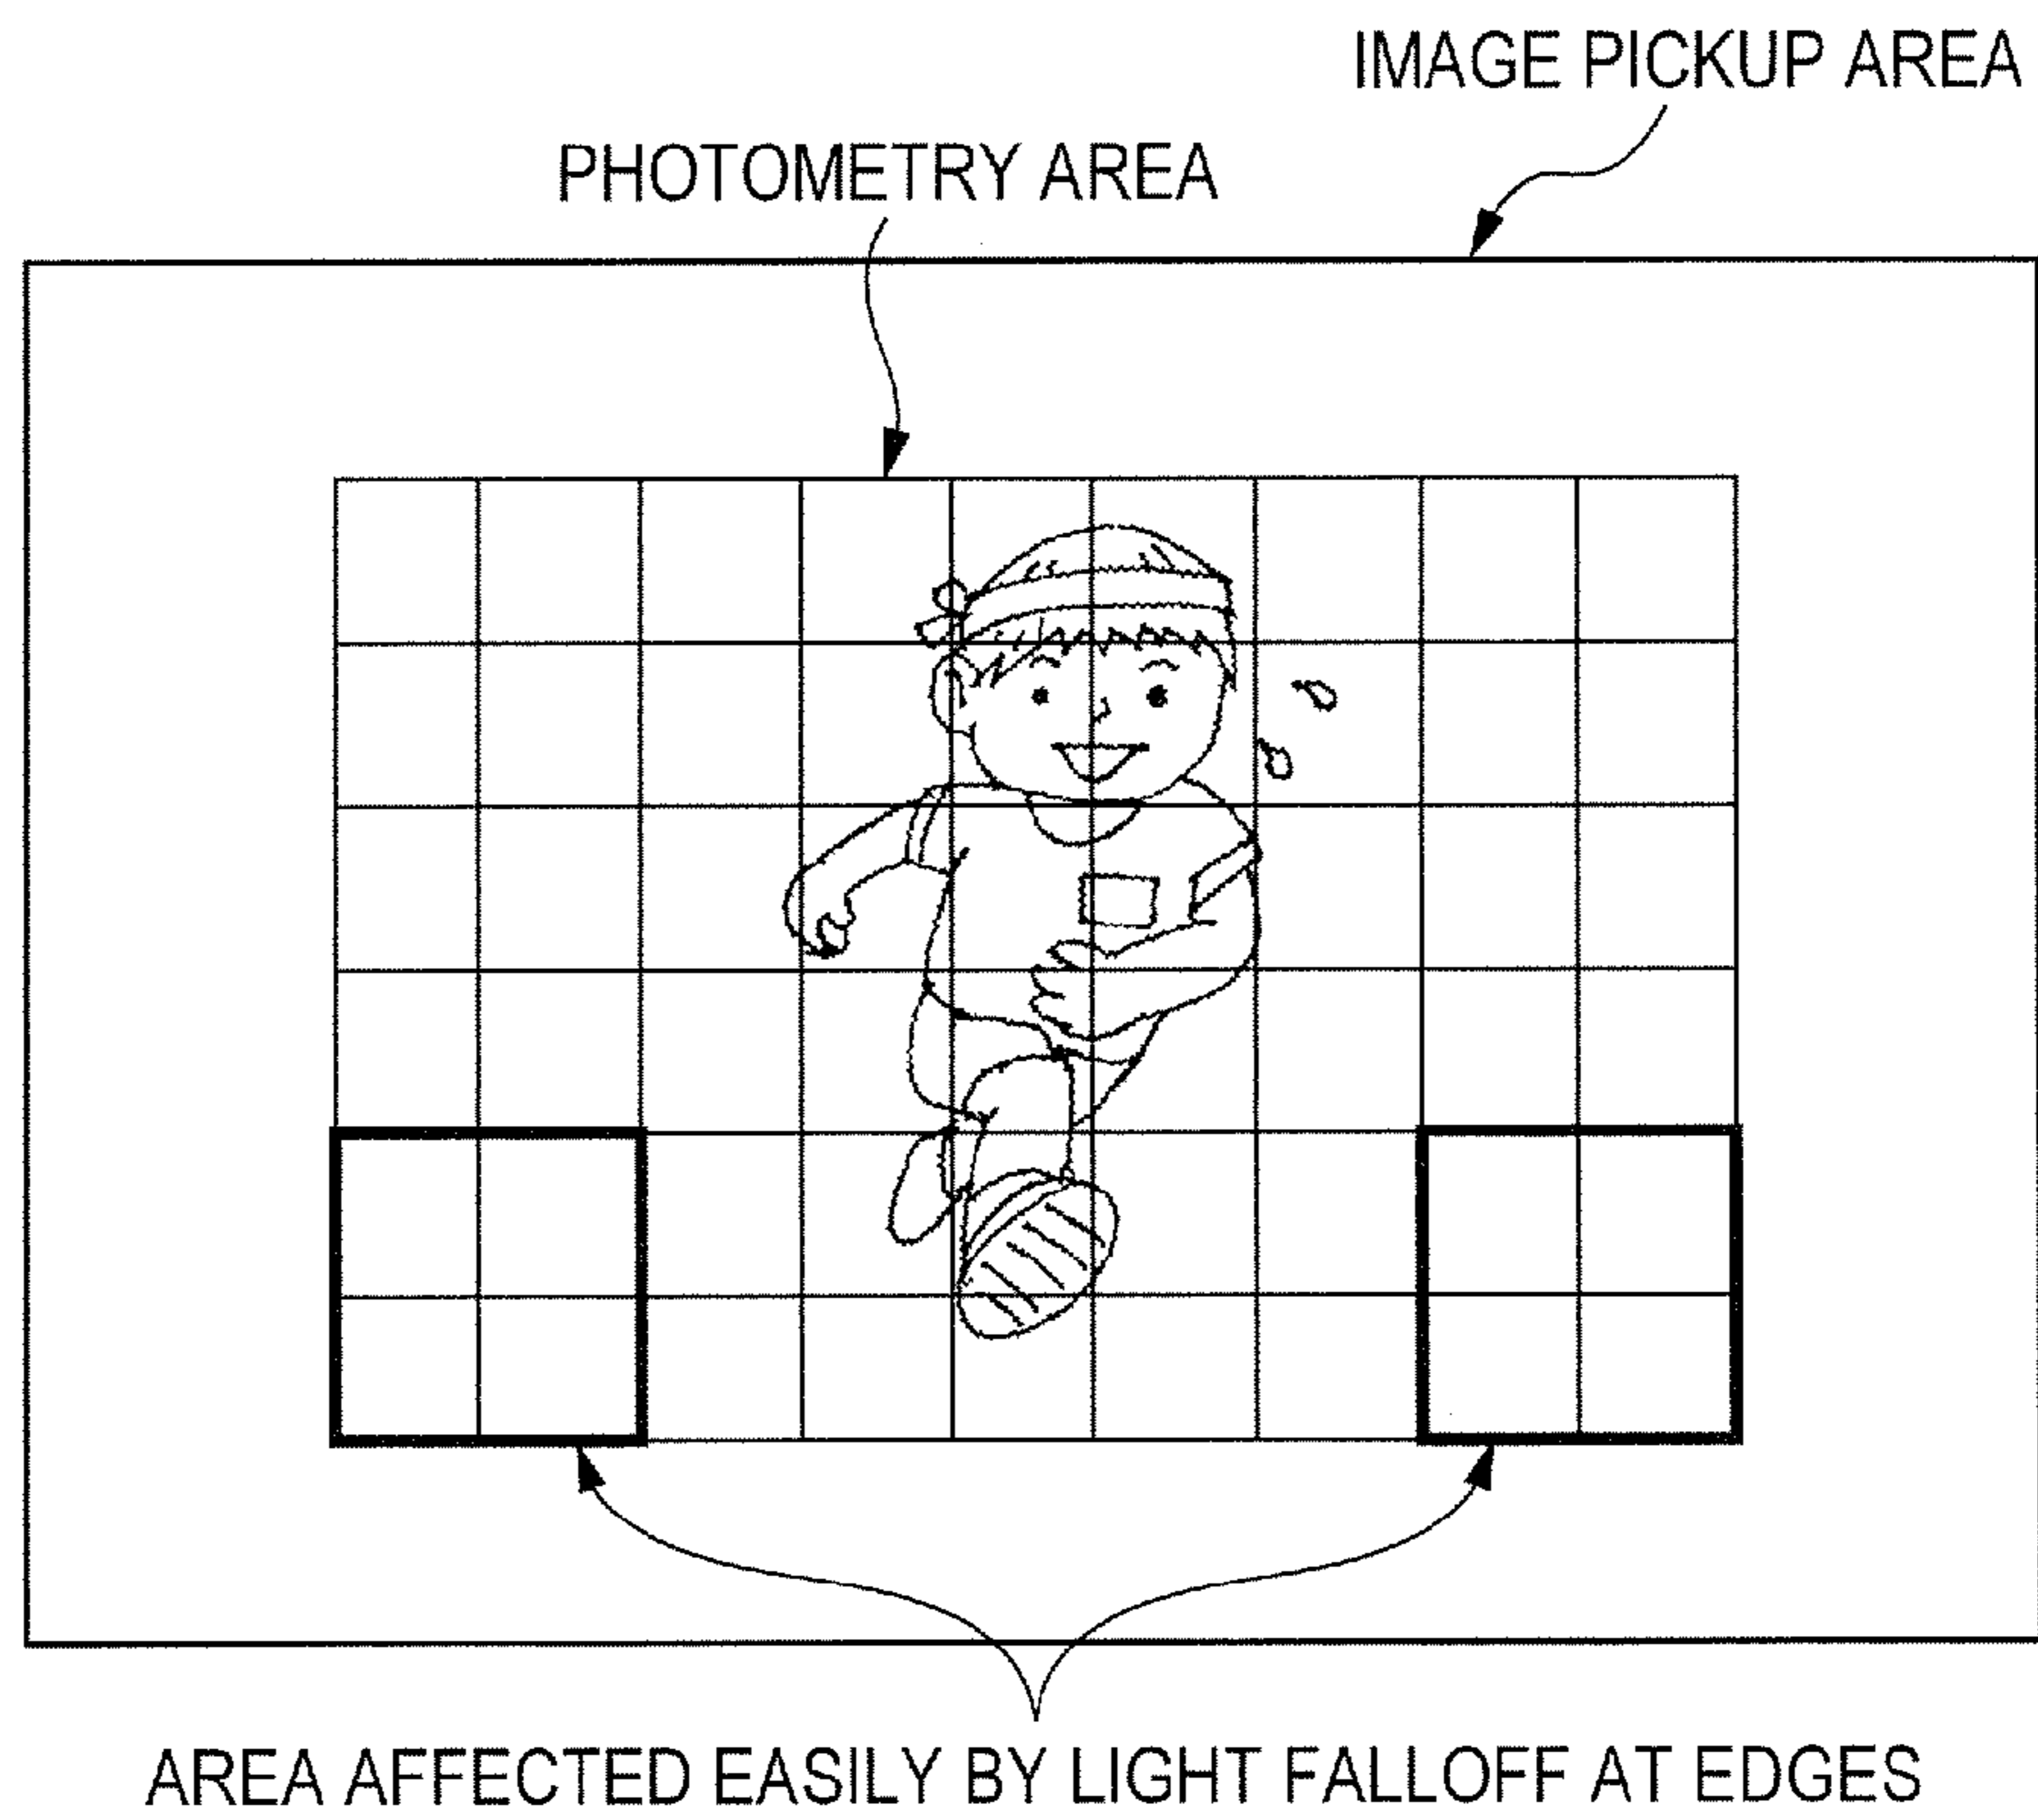 IMAGE PICKUP AREA
PHOTOMETRY AREA
AREA AFFECTED EASILY BY LIGHT FALLOFF AT EDGES